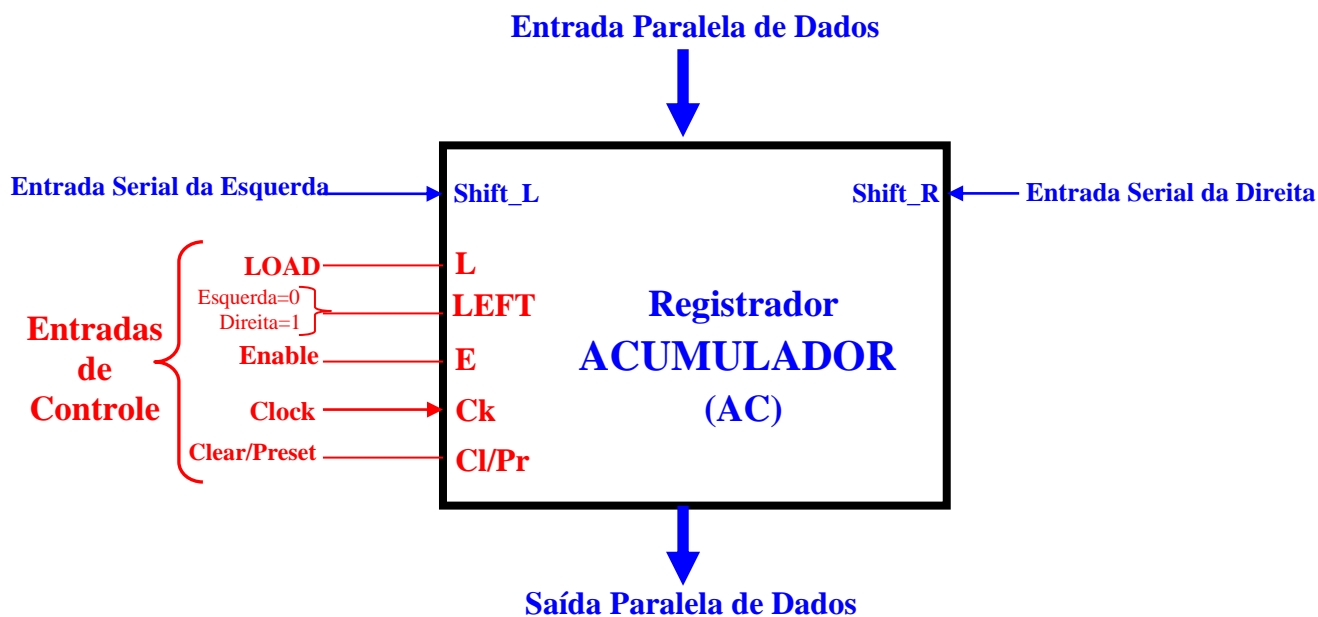 Entrada Paralela de Dados
Entrada Serial da Esquerda
Shift_L
Shift_R
Entrada Serial da Direita
Entradas
de
Controle
LOAD
L
Esquerda=0
Direita=1
LEFT
Enable
E
Clock
Ck
Clear/Preset
Cl/Pr
Registrador
ACUMULADOR
(AC)
Saída Paralela de Dados